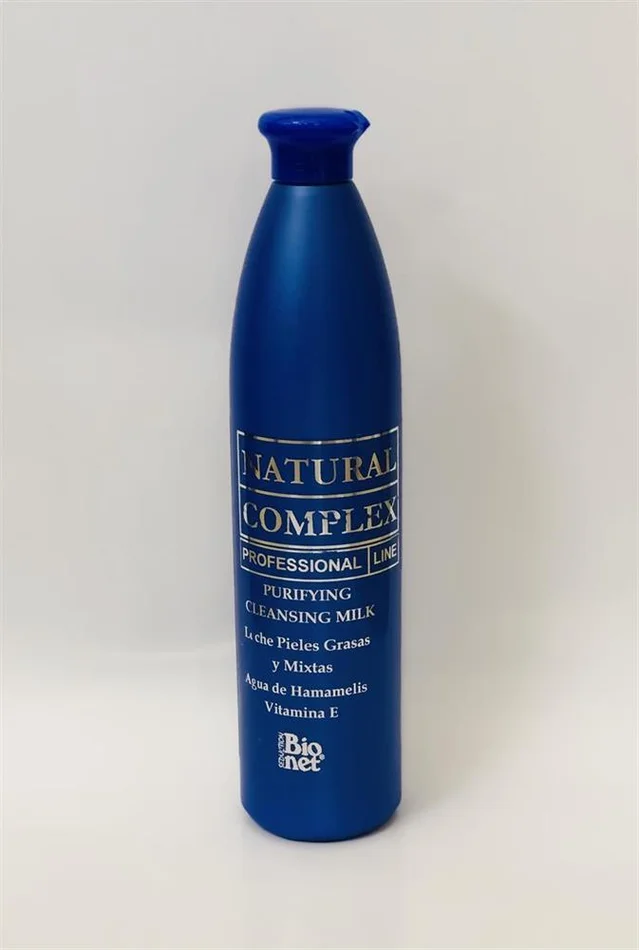 NATURAL
COMPLEX
PROFESSIONAL LINE
PURIFYING
CLEANSING MILK
Leche Pieles Grasas
y Mixtas
Agua de Hamamelis
Vitamina E
Bio
net®